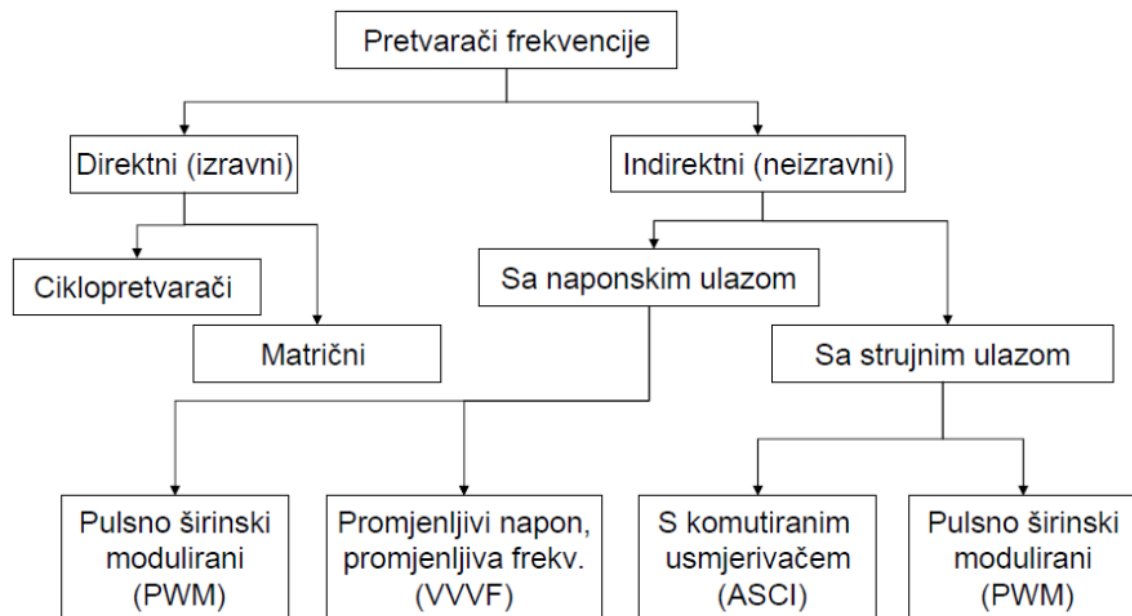 Pretvarači frekvencije
Direktni (izravni)
Indirektni (neizravni)
Ciklopretvarači
Sa naponskim ulazom
Matrični
Sa strujnim ulazom
Pulsno širinski
modulirani
(PWM)
Promjenljivi napon,
promjenljiva frekv.
(VVVF)
S komutiranim
usmjerivačem
(ASCI)
Pulsno širinski
modulirani
(PWM)